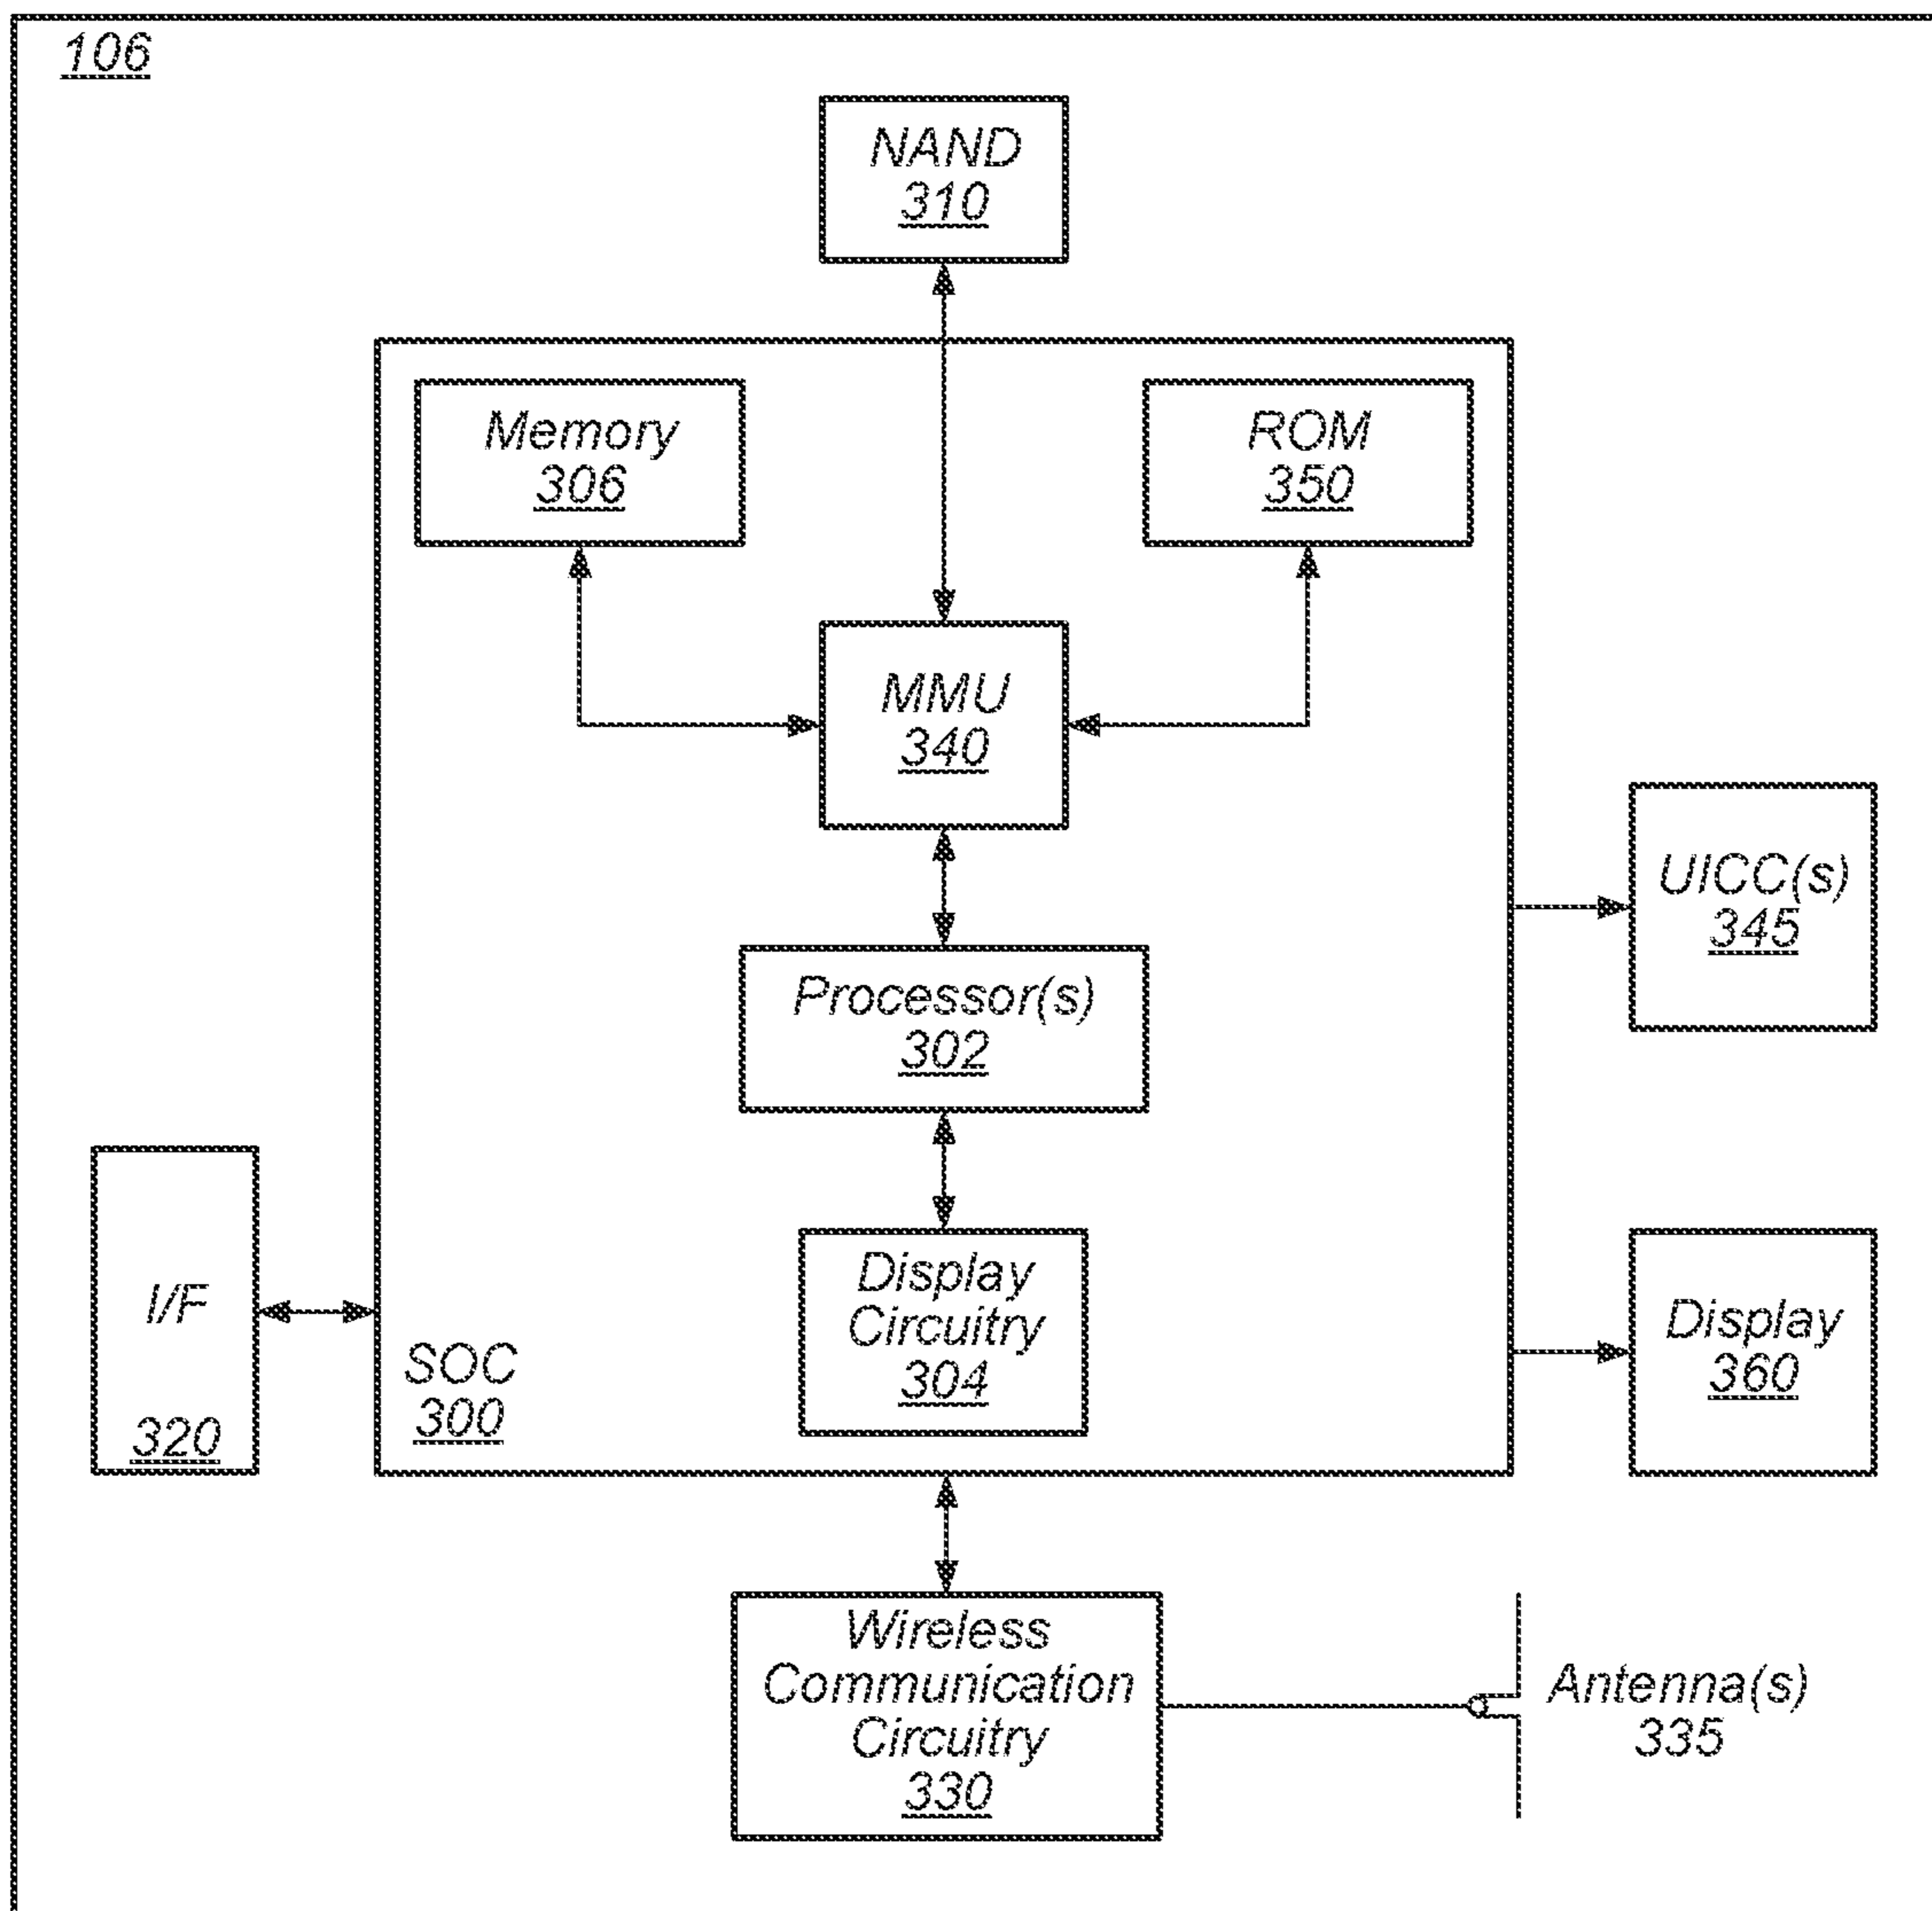 106
NAND
310
Memory
306
ROM
350
MMU
340
UICC(s)
345
Processor(s)
302
I/F
320
SOC
300
Display
Circuitry
304
Display
360
Wireless
Communication
Circuitry
330
Antenna(s)
335